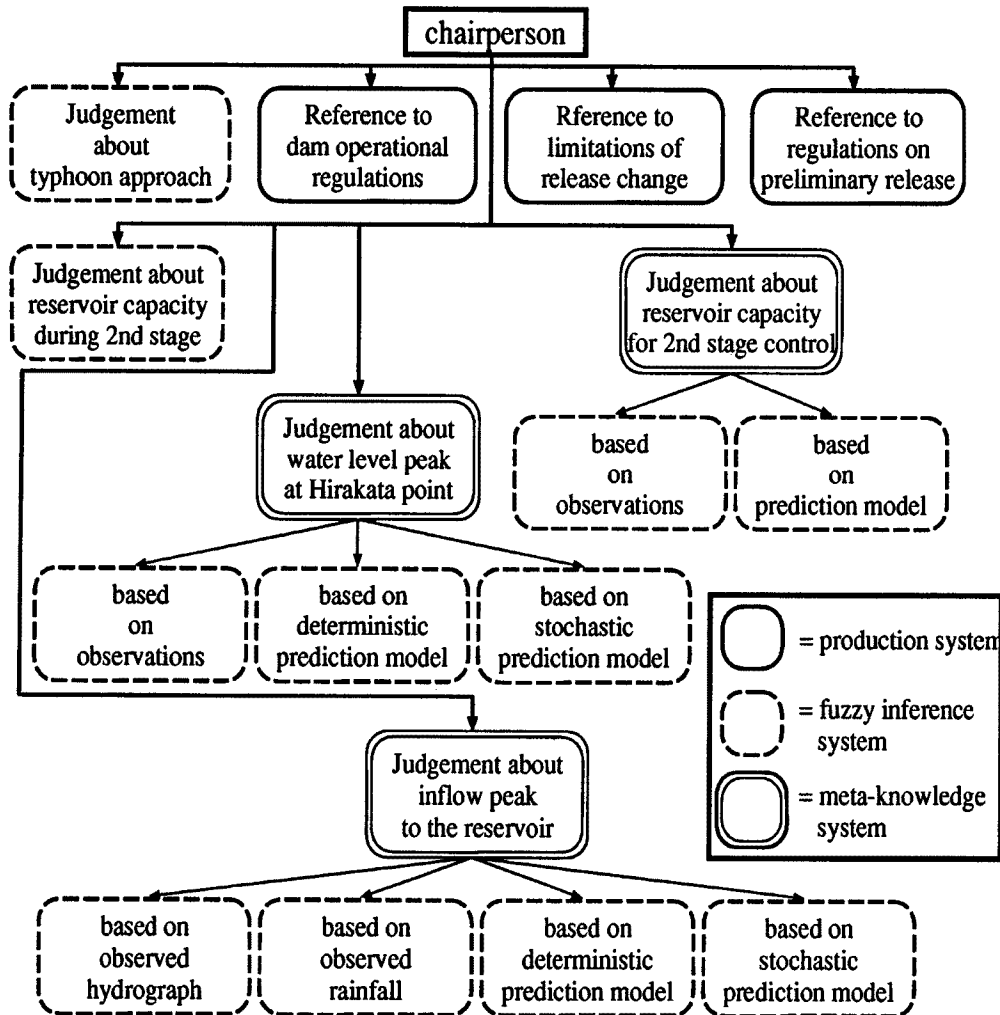 chairperson
Judgement
about
typhoon approach
Reference to
dam operational
regulations
Rference to
limitations of
release change
Reference to
regulations on
preliminary release
Judgement about
reservoir capacity
during 2nd stage
Judgement about
reservoir capacity
for 2nd stage control
Judgement about
water level peak
at Hirakata point
based
on
observations
based
on
prediction model
based
on
observations
based on
deterministic
prediction model
based on
stochastic
prediction model
= production system
= fuzzy inference
system
= meta-knowledge
system
Judgement about
inflow peak
to the reservoir
based on
observed
hydrograph
based on
observed
rainfall
based on
deterministic
prediction model
based on
stochastic
prediction model